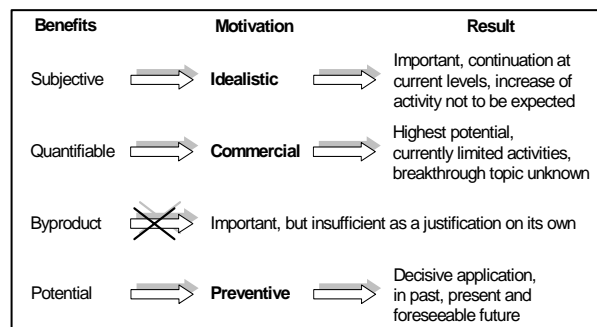 Benefits Motivation Result
Subjective Idealistic Important, continuation at
current levels, increase of
activity not to be expected
Quantifiable Commercial Highest potential,
currently limited activities,
breakthrough topic unknown
Byproduct Important, but insufficient as a justification on its own
Potential Preventive Decisive application,
in past, present and
foreseeable future